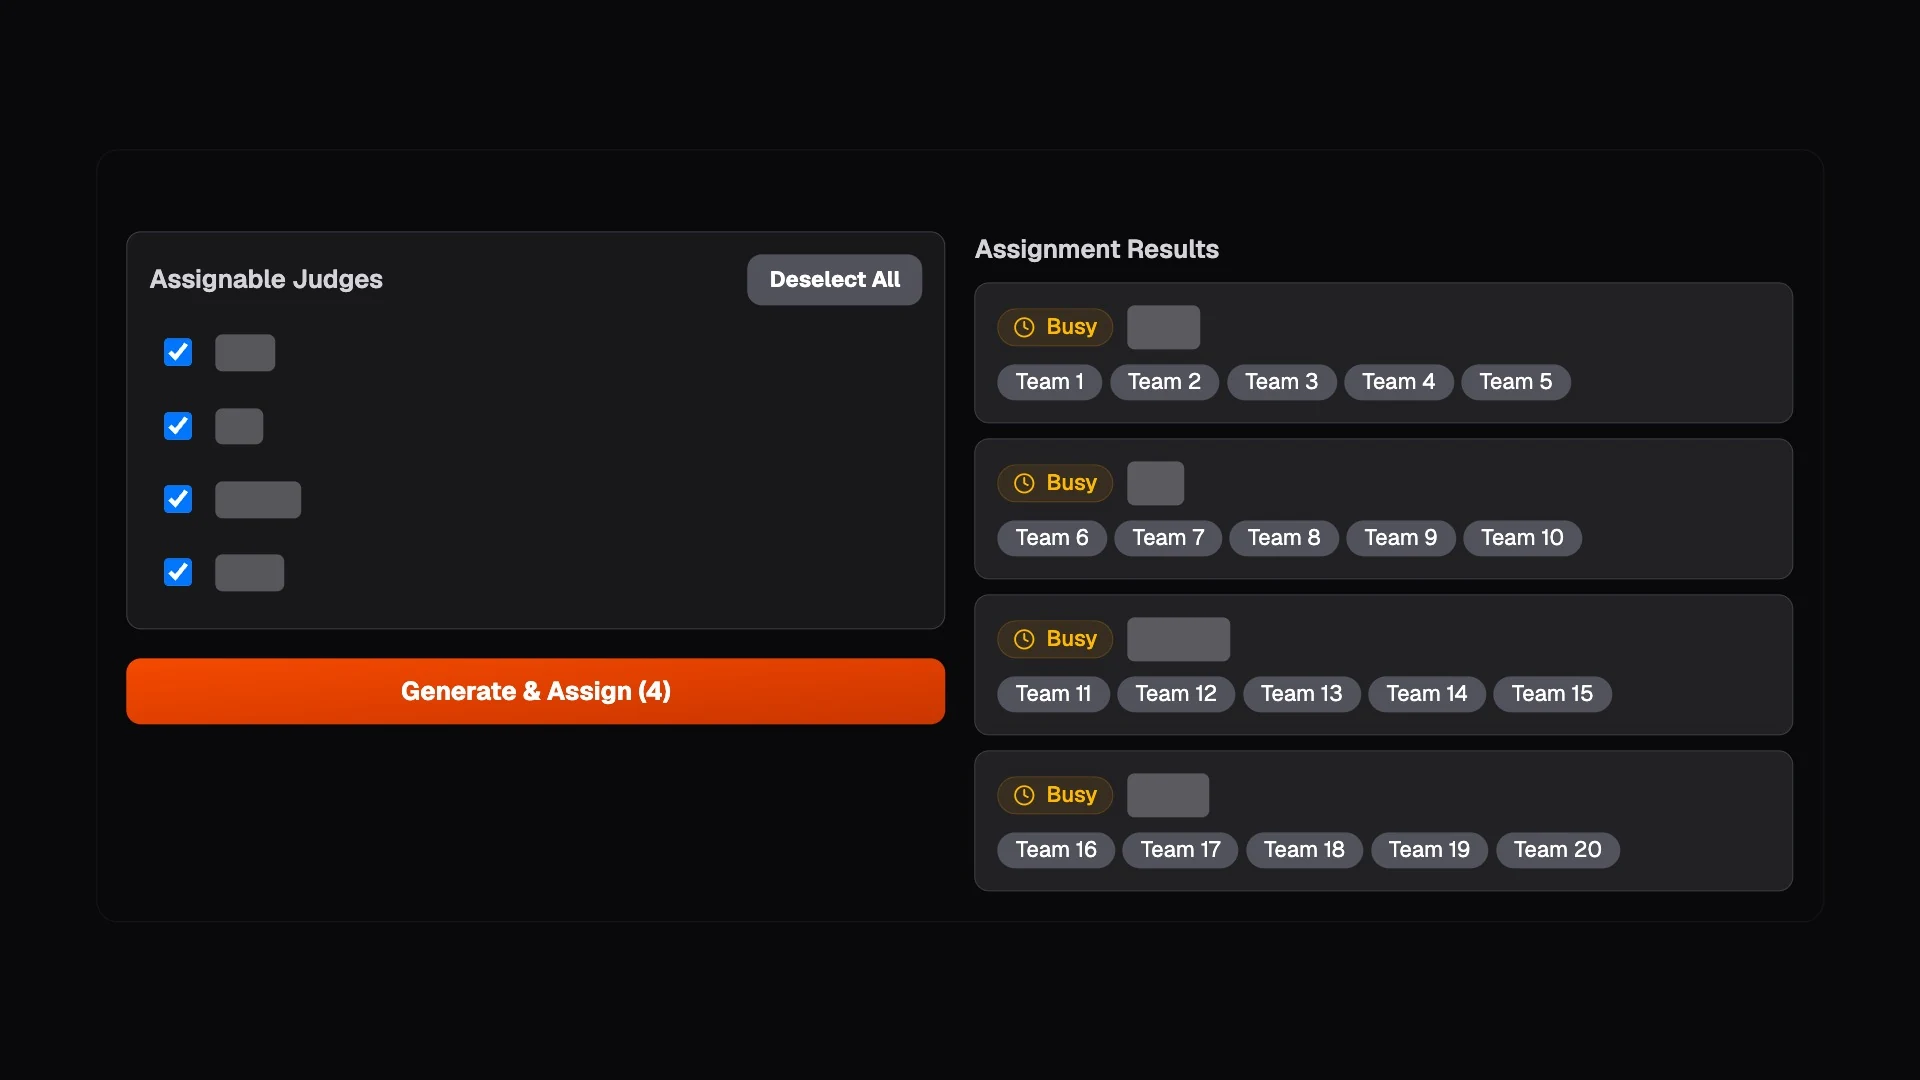 Assignable Judges
Deselect All
Generate & Assign (4)
Assignment Results
Busy
Team 1 Team 2 Team 3 Team 4 Team 5
Busy
Team 6 Team 7 Team 8 Team 9 Team 10
Busy
Team 11 Team 12 Team 13 Team 14 Team 15
Busy
Team 16 Team 17 Team 18 Team 19 Team 20